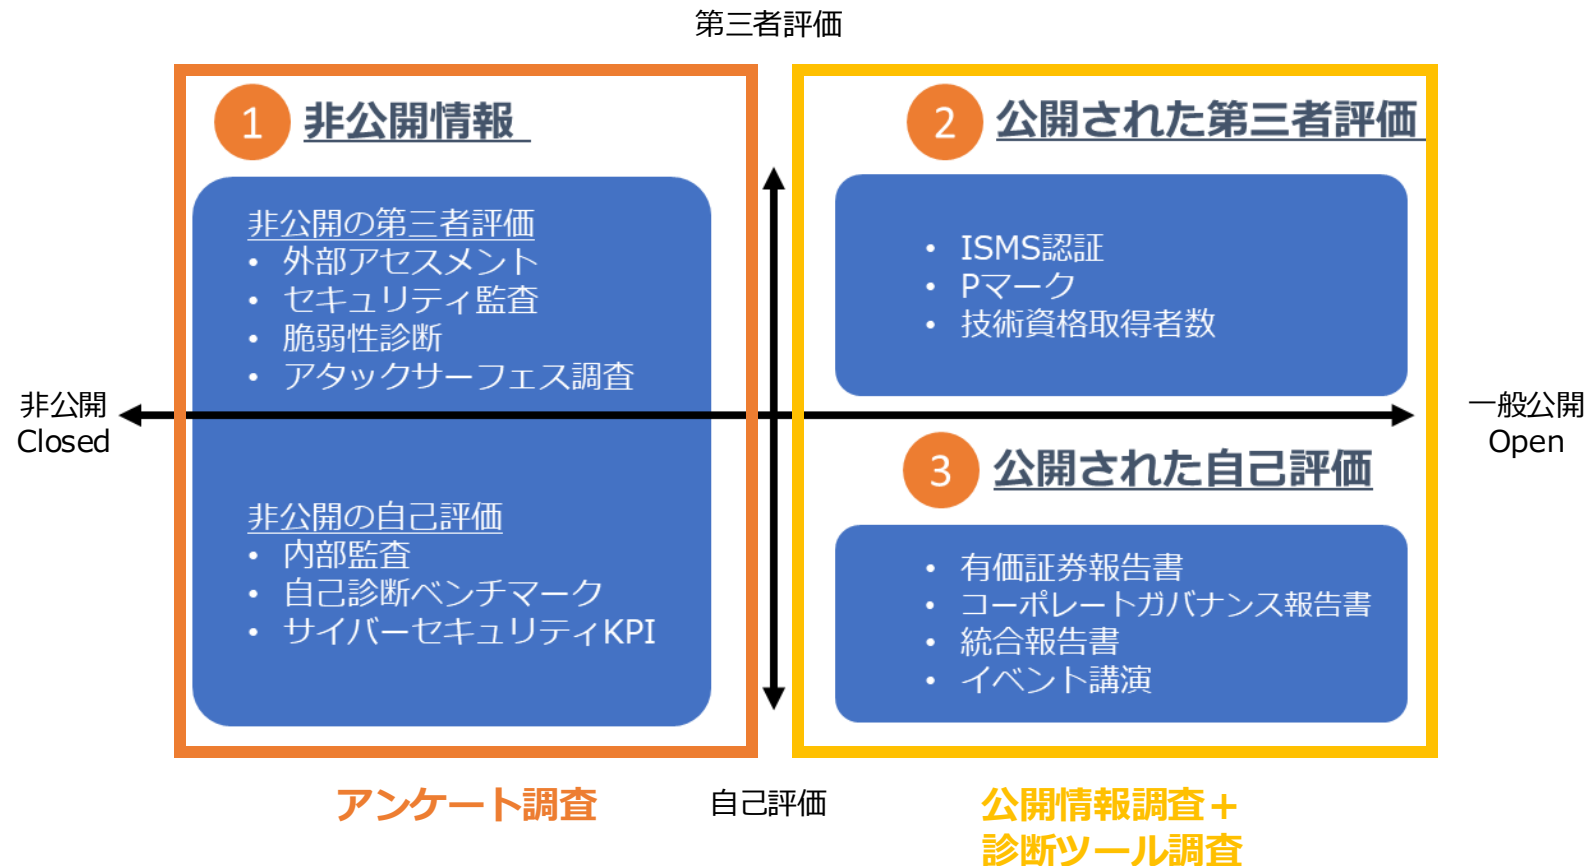 第三者評価
1 非公開情報
非公開の第三者評価
• 外部アセスメント
• セキュリティ監査
• 脆弱性診断
• アタックサーフェス調査
非公開の自己評価
• 内部監査
• 自己診断ベンチマーク
• サイバーセキュリティKPI
2 公開された第三者評価
• ISMS認証
• Pマーク
• 技術資格取得者数
3 公開された自己評価
• 有価証券報告書
• コーポレートガバナンス報告書
• 統合報告書
• イベント講演
非公開
Closed
一般公開
Open
アンケート調査
自己評価
公開情報調査＋
診断ツール調査